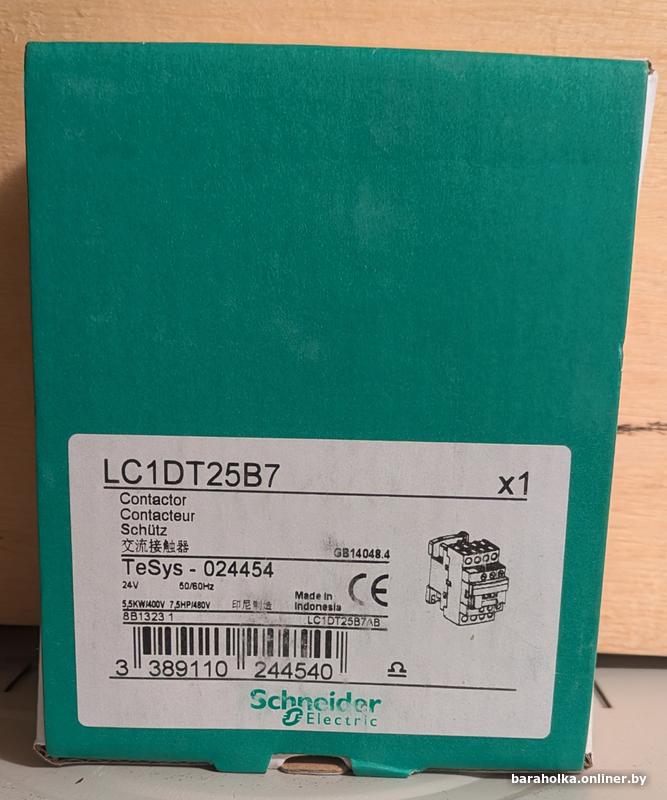 LC1DT25B7 x1
Contactor
Contacteur
Schütz
交流接触器
GB14048.4
TeSys - 024454
24V 50/60Hz
CE
Made in
Indonesia
5,5KW/400V 7,5HP/480V 印尼制造
8B1323 1 LC1DT25B7AB
3 389110 244540
Schneider
Electric
baraholka.onliner.by